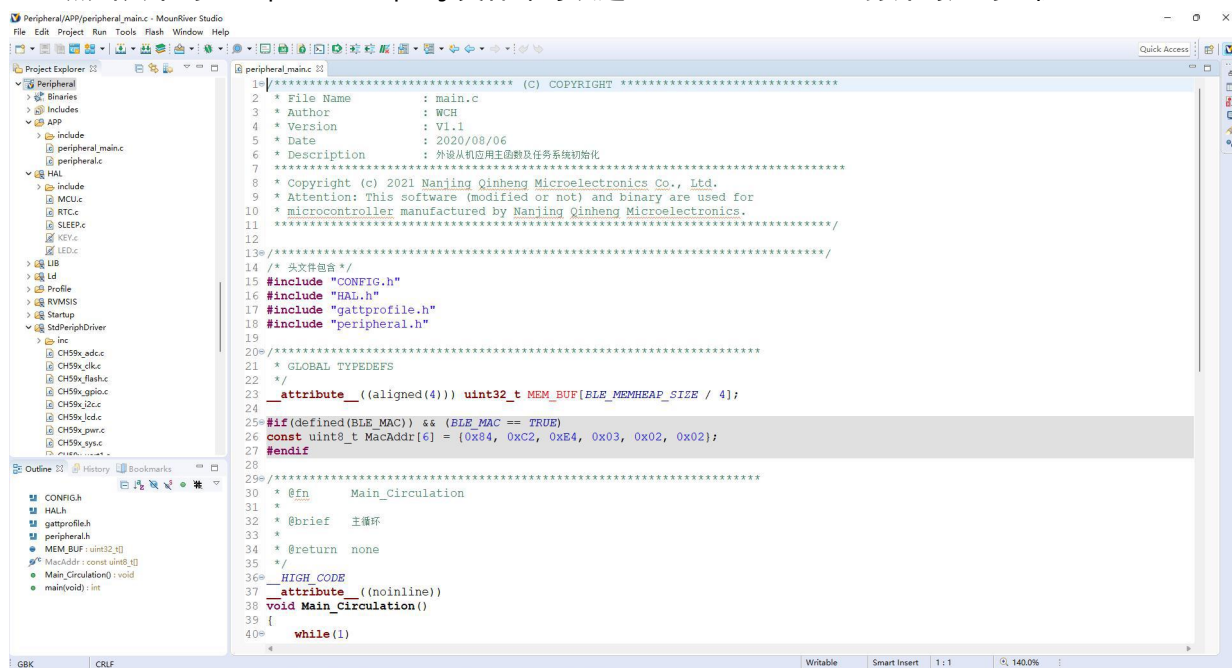 Peripheral/APP/peripheral_main.c - MounRiver Studio
File Edit Project Run Tools Flash Window Help
Quick Access
Project Explorer
Peripheral
Binaries
Includes
APP
include
peripheral_main.c
peripheral.c
HAL
include
MCU.c
RTC.c
SLEEP.c
KEY.c
LED.c
LIB
Ld
Profile
RVMSIS
Startup
StdPeriphDriver
inc
CH59x_adc.c
CH59x_clk.c
CH59x_flash.c
CH59x_gpio.c
CH59x_i2c.c
CH59x_lcd.c
CH59x_pwr.c
CH59x_sys.c
Outline History Bookmarks
CONFIG.h
HAL.h
gattprofile.h
peripheral.h
MEM_BUF : uint32_t[]
MacAddr : const uint8_t[]
Main_Circulation() : void
main(void) : int
peripheral_main.c
1 /********************************** (C) COPYRIGHT *******************************
2 * File Name : main.c
3 * Author : WCH
4 * Version : V1.1
5 * Date : 2020/08/06
6 * Description : 外设从机应用主函数及任务系统初始化
7 *********************************************************************************
8 * Copyright (c) 2021 Nanjing Qinheng Microelectronics Co., Ltd.
9 * Attention: This software (modified or not) and binary are used for
10 * microcontroller manufactured by Nanjing Qinheng Microelectronics.
11 *******************************************************************************/
12
13 /******************************************************************************/
14 /* 头文件包含 */
15 #include "CONFIG.h"
16 #include "HAL.h"
17 #include "gattprofile.h"
18 #include "peripheral.h"
19
20 /*********************************************************************
21 * GLOBAL TYPEDEFS
22 */
23 __attribute__((aligned(4))) uint32_t MEM_BUF[BLE_MEMHEAP_SIZE / 4];
24
25 #if(defined(BLE_MAC)) && (BLE_MAC == TRUE)
26 const uint8_t MacAddr[6] = {0x84, 0xC2, 0xE4, 0x03, 0x02, 0x02};
27 #endif
28
29 /*********************************************************************
30 * @fn Main_Circulation
31 *
32 * @brief 主循环
33 *
34 * @return none
35 */
36 __HIGH_CODE
37 __attribute__((noinline))
38 void Main_Circulation()
39 {
40 while(1)
GBK CRLF Writable Smart Insert 1 : 1 140.0%